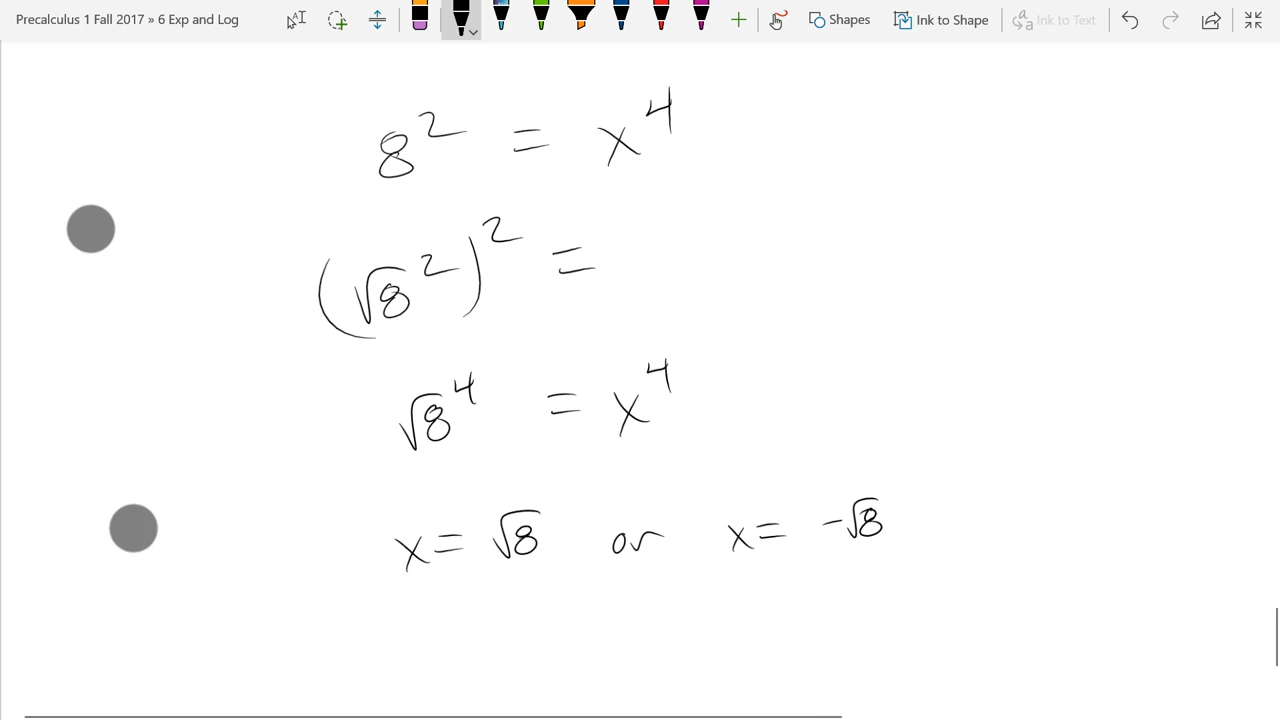 Precalculus 1 Fall 2017 » 6 Exp and Log
Shapes
Ink to Shape
Ink to Text
8² = x⁴
(√8²)² =
√8⁴ = x⁴
x = √8 or x = -√8